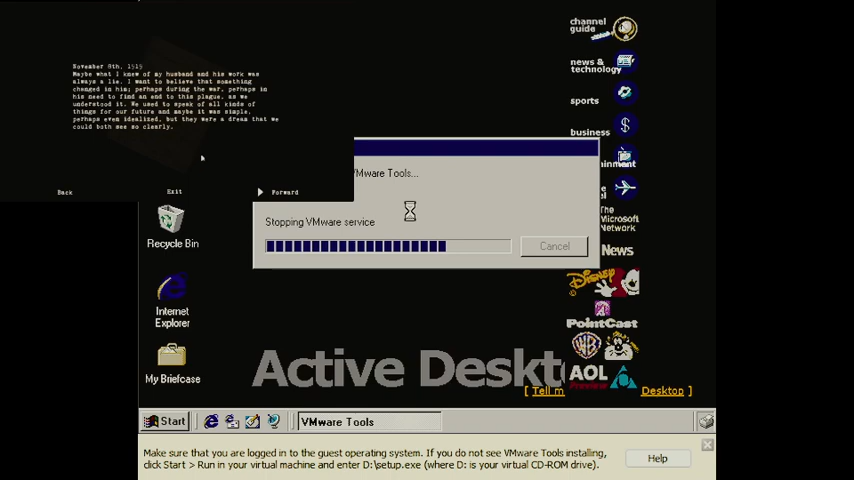 November 8th, 1919
Maybe what I knew of my husband and his work was
always a lie. I want to believe that something
changed in him; perhaps during the war, perhaps in
his need to find an end to this plague, as we
understood it. We used to speak of all kinds of
things for our future and maybe it was simple,
perhaps even idealized, but they were a dream that we
could both see so clearly.
Back
Exit
Forward
channel
guide
news &
technology
sports
business
inment
The
Microsoft
Network
News
Disney
PointCast
WB
AOL
Preview
VMware Tools...
Stopping VMware service
Cancel
Recycle Bin
Internet
Explorer
My Briefcase
Active Deskt
[ Tell m
Desktop ]
Start
VMware Tools
Make sure that you are logged in to the guest operating system. If you do not see VMware Tools installing,
click Start > Run in your virtual machine and enter D:\setup.exe (where D: is your virtual CD-ROM drive).
Help